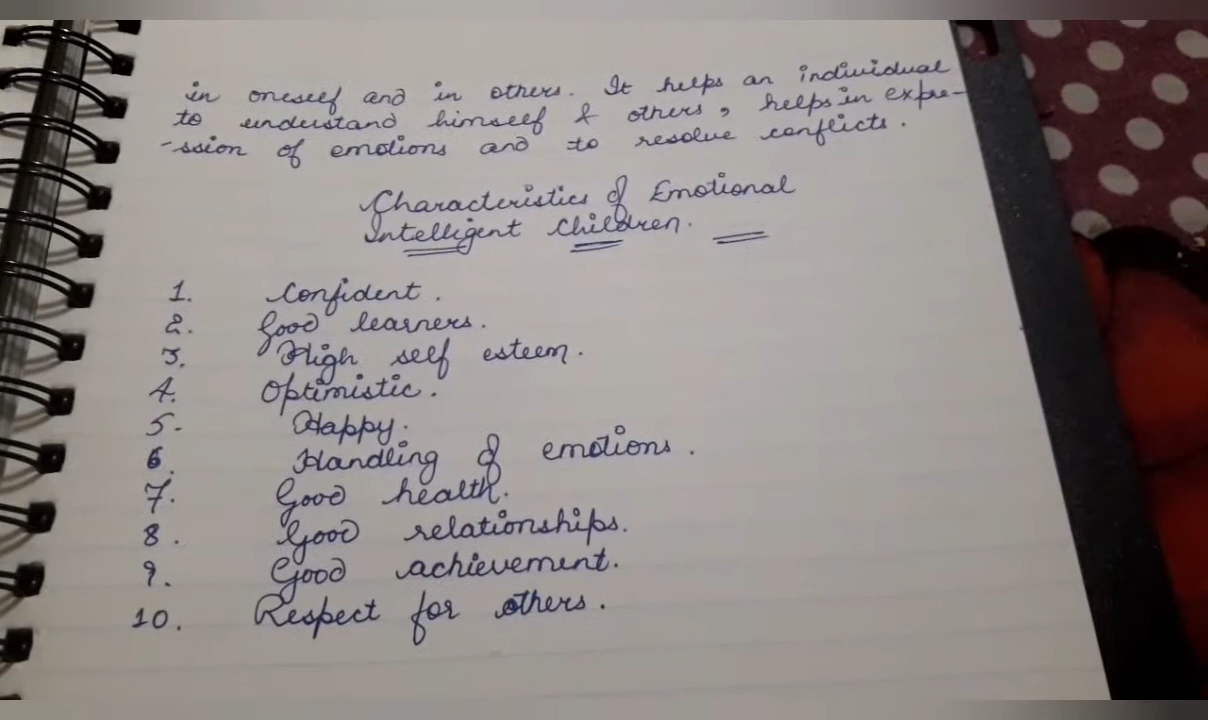 in oneself and in others. It helps an individual
to understand himself & others, helps in expre-
-ssion of emotions and to resolve conflicts.
Characteristics of Emotional
Intelligent Children.
1. Confident.
2. Good learners.
3. High self esteem.
4. Optimistic.
5. Happy.
6. Handling of emotions.
7. Good health.
8. Good relationships.
9. Good achievement.
10. Respect for others.